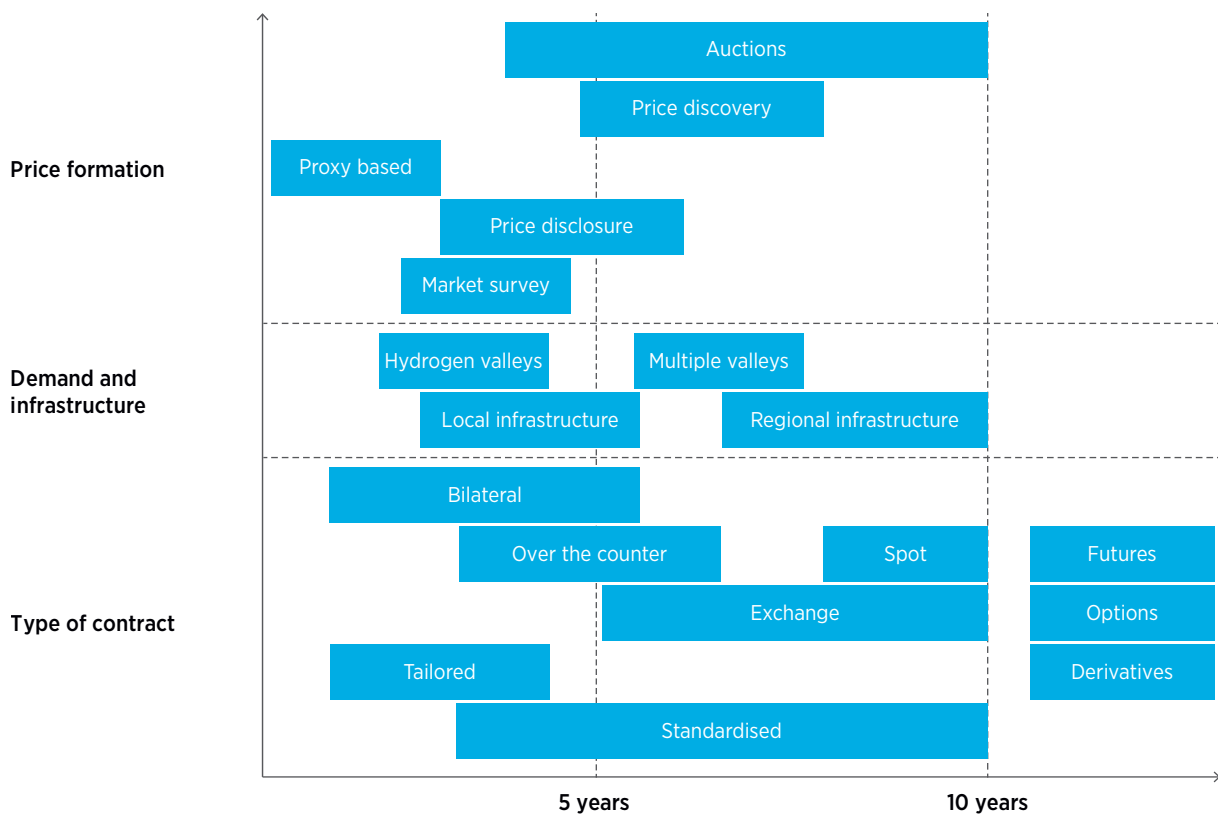 Auctions
Price discovery
Price formation
Proxy based
Price disclosure
Market survey
Demand and
infrastructure
Hydrogen valleys
Multiple valleys
Local infrastructure
Regional infrastructure
Type of contract
Bilateral
Over the counter
Spot
Futures
Exchange
Options
Tailored
Derivatives
Standardised
5 years
10 years